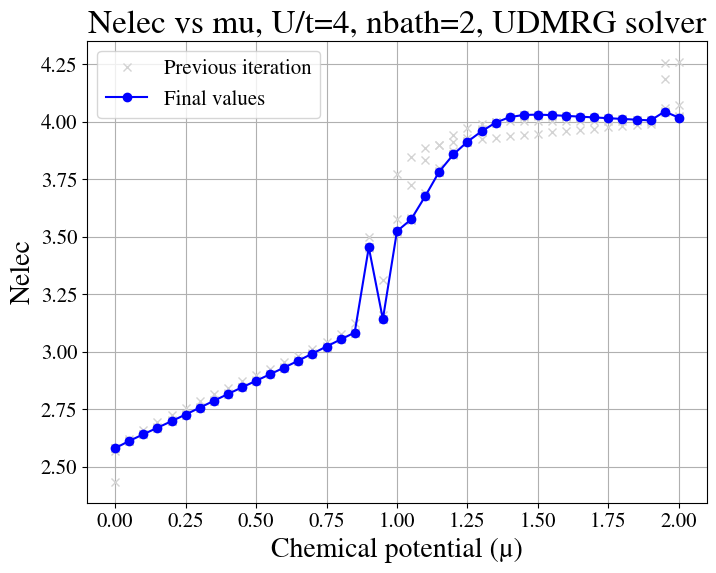 Nelec vs mu, U/t=4, nbath=2, UDMRG solver
Previous iteration
Final values
Nelec
4.25
4.00
3.75
3.50
3.25
3.00
2.75
2.50
0.00 0.25 0.50 0.75 1.00 1.25 1.50 1.75 2.00
Chemical potential (μ)